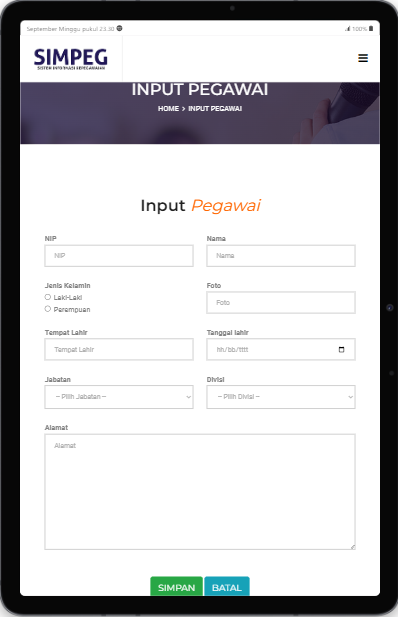 September Minggu pukul 23.30
100%
SIMPEG
SISTEM INFORMASI KEPEGAWAIAN
INPUT PEGAWAI
HOME > INPUT PEGAWAI
Input Pegawai
NIP
Nama
NIP
Nama
Jenis Kelamin
Foto
Laki-Laki
Perempuan
Foto
Tempat Lahir
Tanggal lahir
Tempat Lahir
hh/bb/tttt
Jabatan
Divisi
-- Pilih Jabatan --
-- Pilih Divisi --
Alamat
Alamat
SIMPAN
BATAL